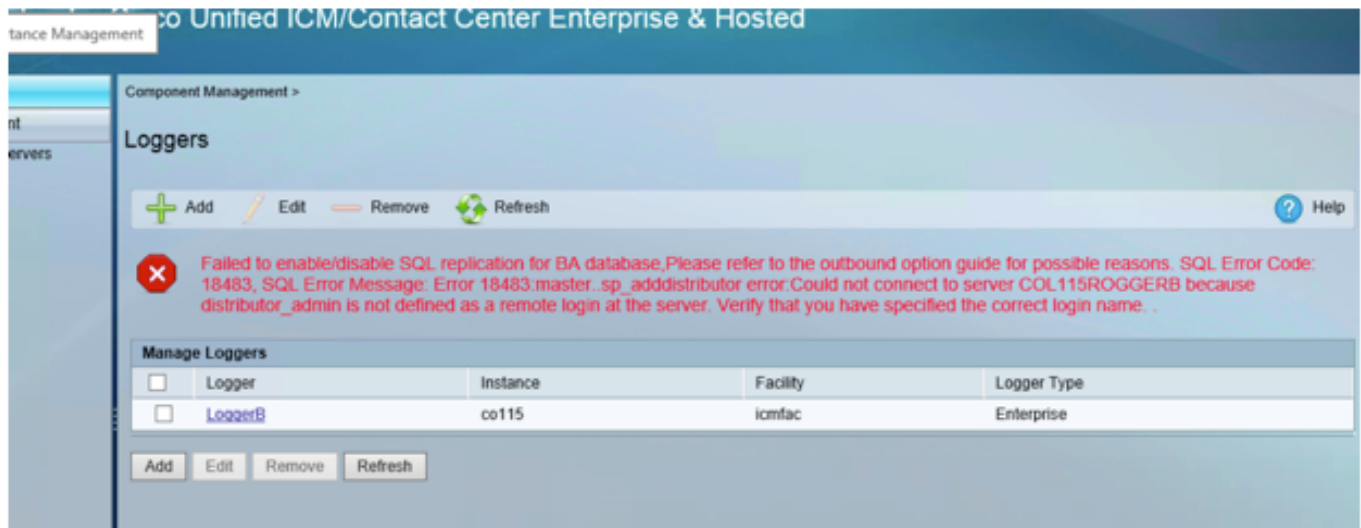 co Unified ICM/Contact Center Enterprise & Hosted
tance Management
Component Management >
nt
ervers
Loggers
Add Edit Remove Refresh Help
Failed to enable/disable SQL replication for BA database,Please refer to the outbound option guide for possible reasons. SQL Error Code:
18483, SQL Error Message: Error 18483:master..sp_adddistributor error:Could not connect to server COL115ROGGERB because
distributor_admin is not defined as a remote login at the server. Verify that you have specified the correct login name. .
Manage Loggers
Logger Instance Facility Logger Type
LoggerB co115 icmfac Enterprise
Add Edit Remove Refresh